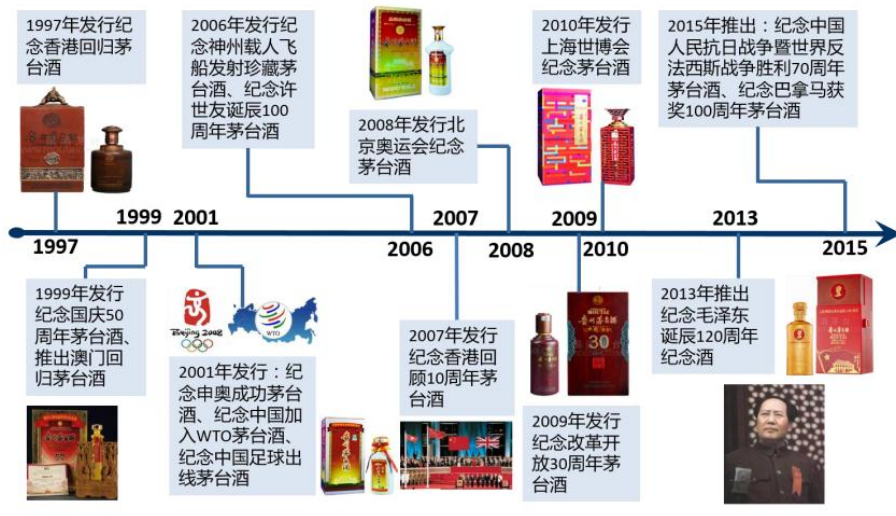 1997年发行纪
念香港回归茅
台酒
2006年发行纪
念神州载人飞
船发射珍藏茅
台酒、纪念许
世友诞辰100
周年茅台酒
2008年发行北
京奥运会纪念
茅台酒
2010年发行
上海世博会
纪念茅台酒
2015年推出：纪念中国
人民抗日战争暨世界反
法西斯战争胜利70周年
茅台酒、纪念巴拿马获
奖100周年茅台酒
1999
2001
2007
2009
2013
1997
2006
2008
2010
2015
1999年发行
纪念国庆50
周年茅台酒、
推出澳门回
归茅台酒
Beijing 2008
WTO
2001年发行：纪
念申奥成功茅台
酒、纪念中国加
入WTO茅台酒、
纪念中国足球出
线茅台酒
2007年发行
纪念香港回
顾10周年茅
台酒
30
2009年发行
纪念改革开
放30周年茅
台酒
2013年推出
纪念毛泽东
诞辰120周年
纪念酒